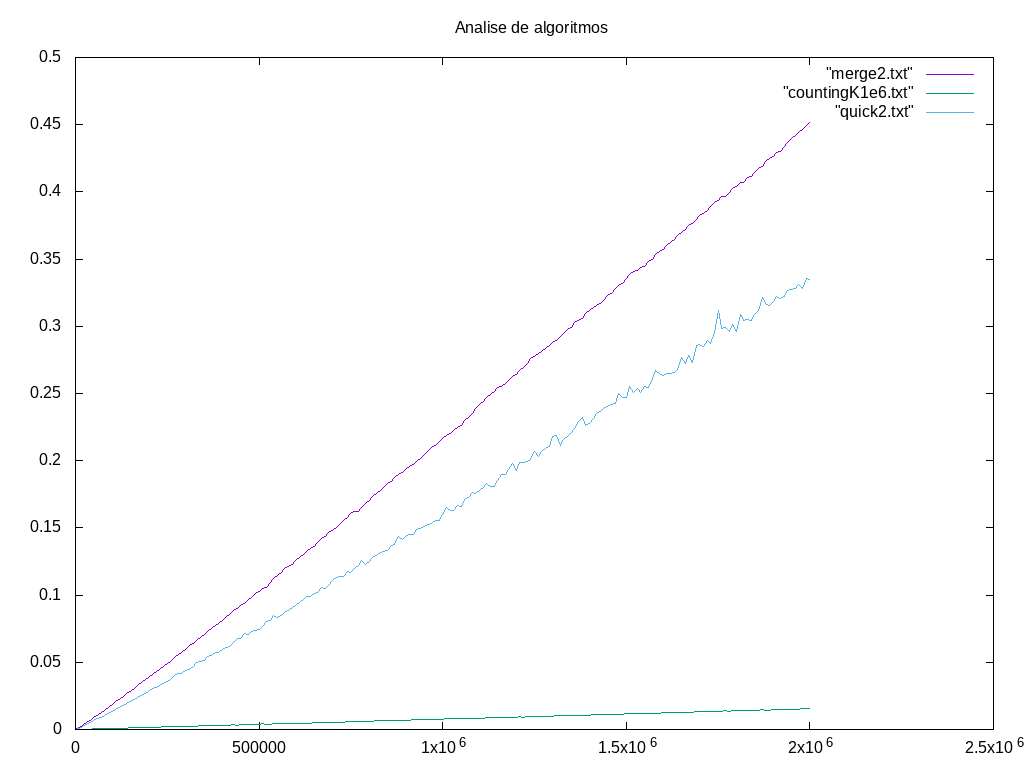 Analise de algoritmos
0.5
0.45
0.4
0.35
0.3
0.25
0.2
0.15
0.1
0.05
0
"merge2.txt"
"countingK1e6.txt"
"quick2.txt"
0 500000 1x10^6 1.5x10^6 2x10^6 2.5x10^6